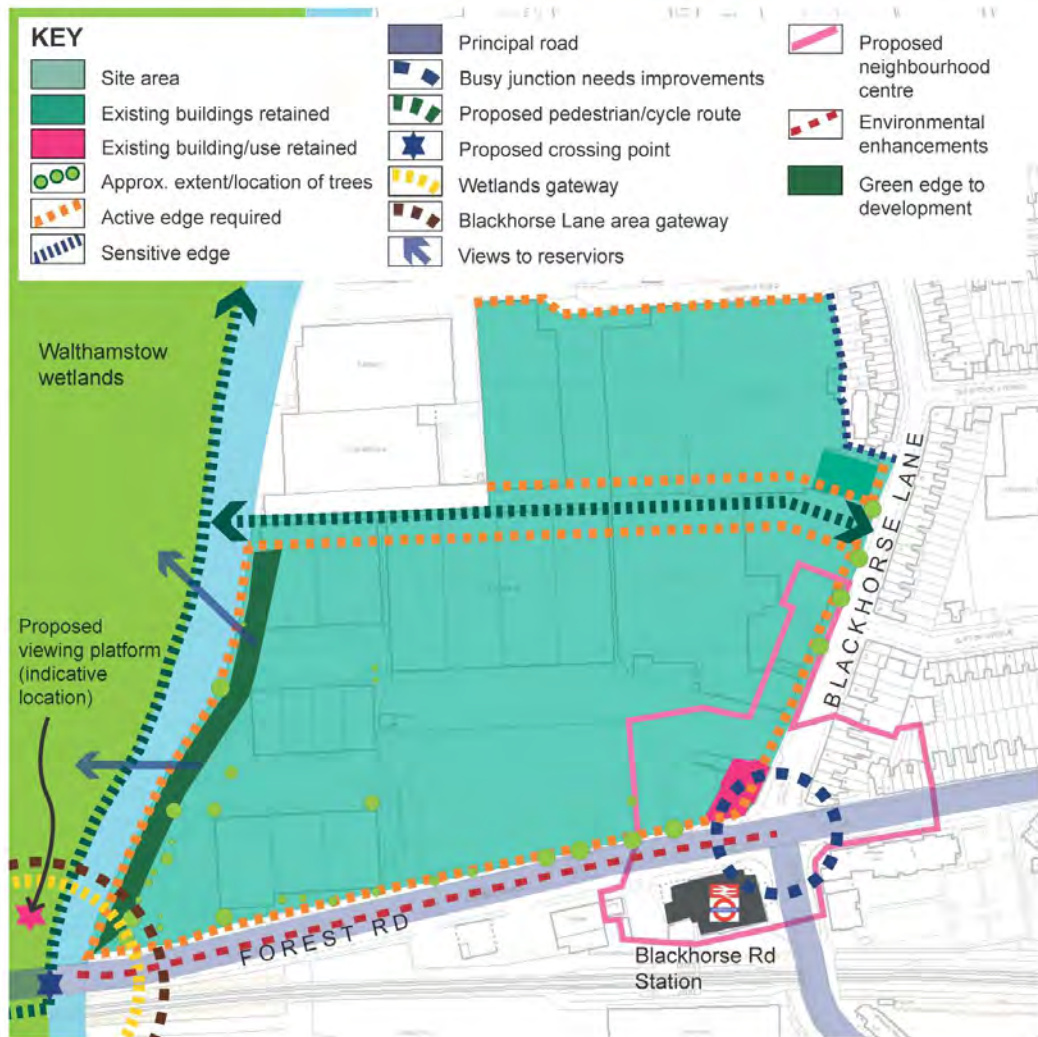 KEY
Site area
Existing buildings retained
Existing building/use retained
Approx. extent/location of trees
Active edge required
Sensitive edge
Principal road
Busy junction needs improvements
Proposed pedestrian/cycle route
Proposed crossing point
Wetlands gateway
Blackhorse Lane area gateway
Views to reserviors
Proposed
neighbourhood
centre
Environmental
enhancements
Green edge to
development
Walthamstow
wetlands
Proposed
viewing platform
(indicative
location)
BLACKHORSE LANE
FOREST RD
Blackhorse Rd
Station